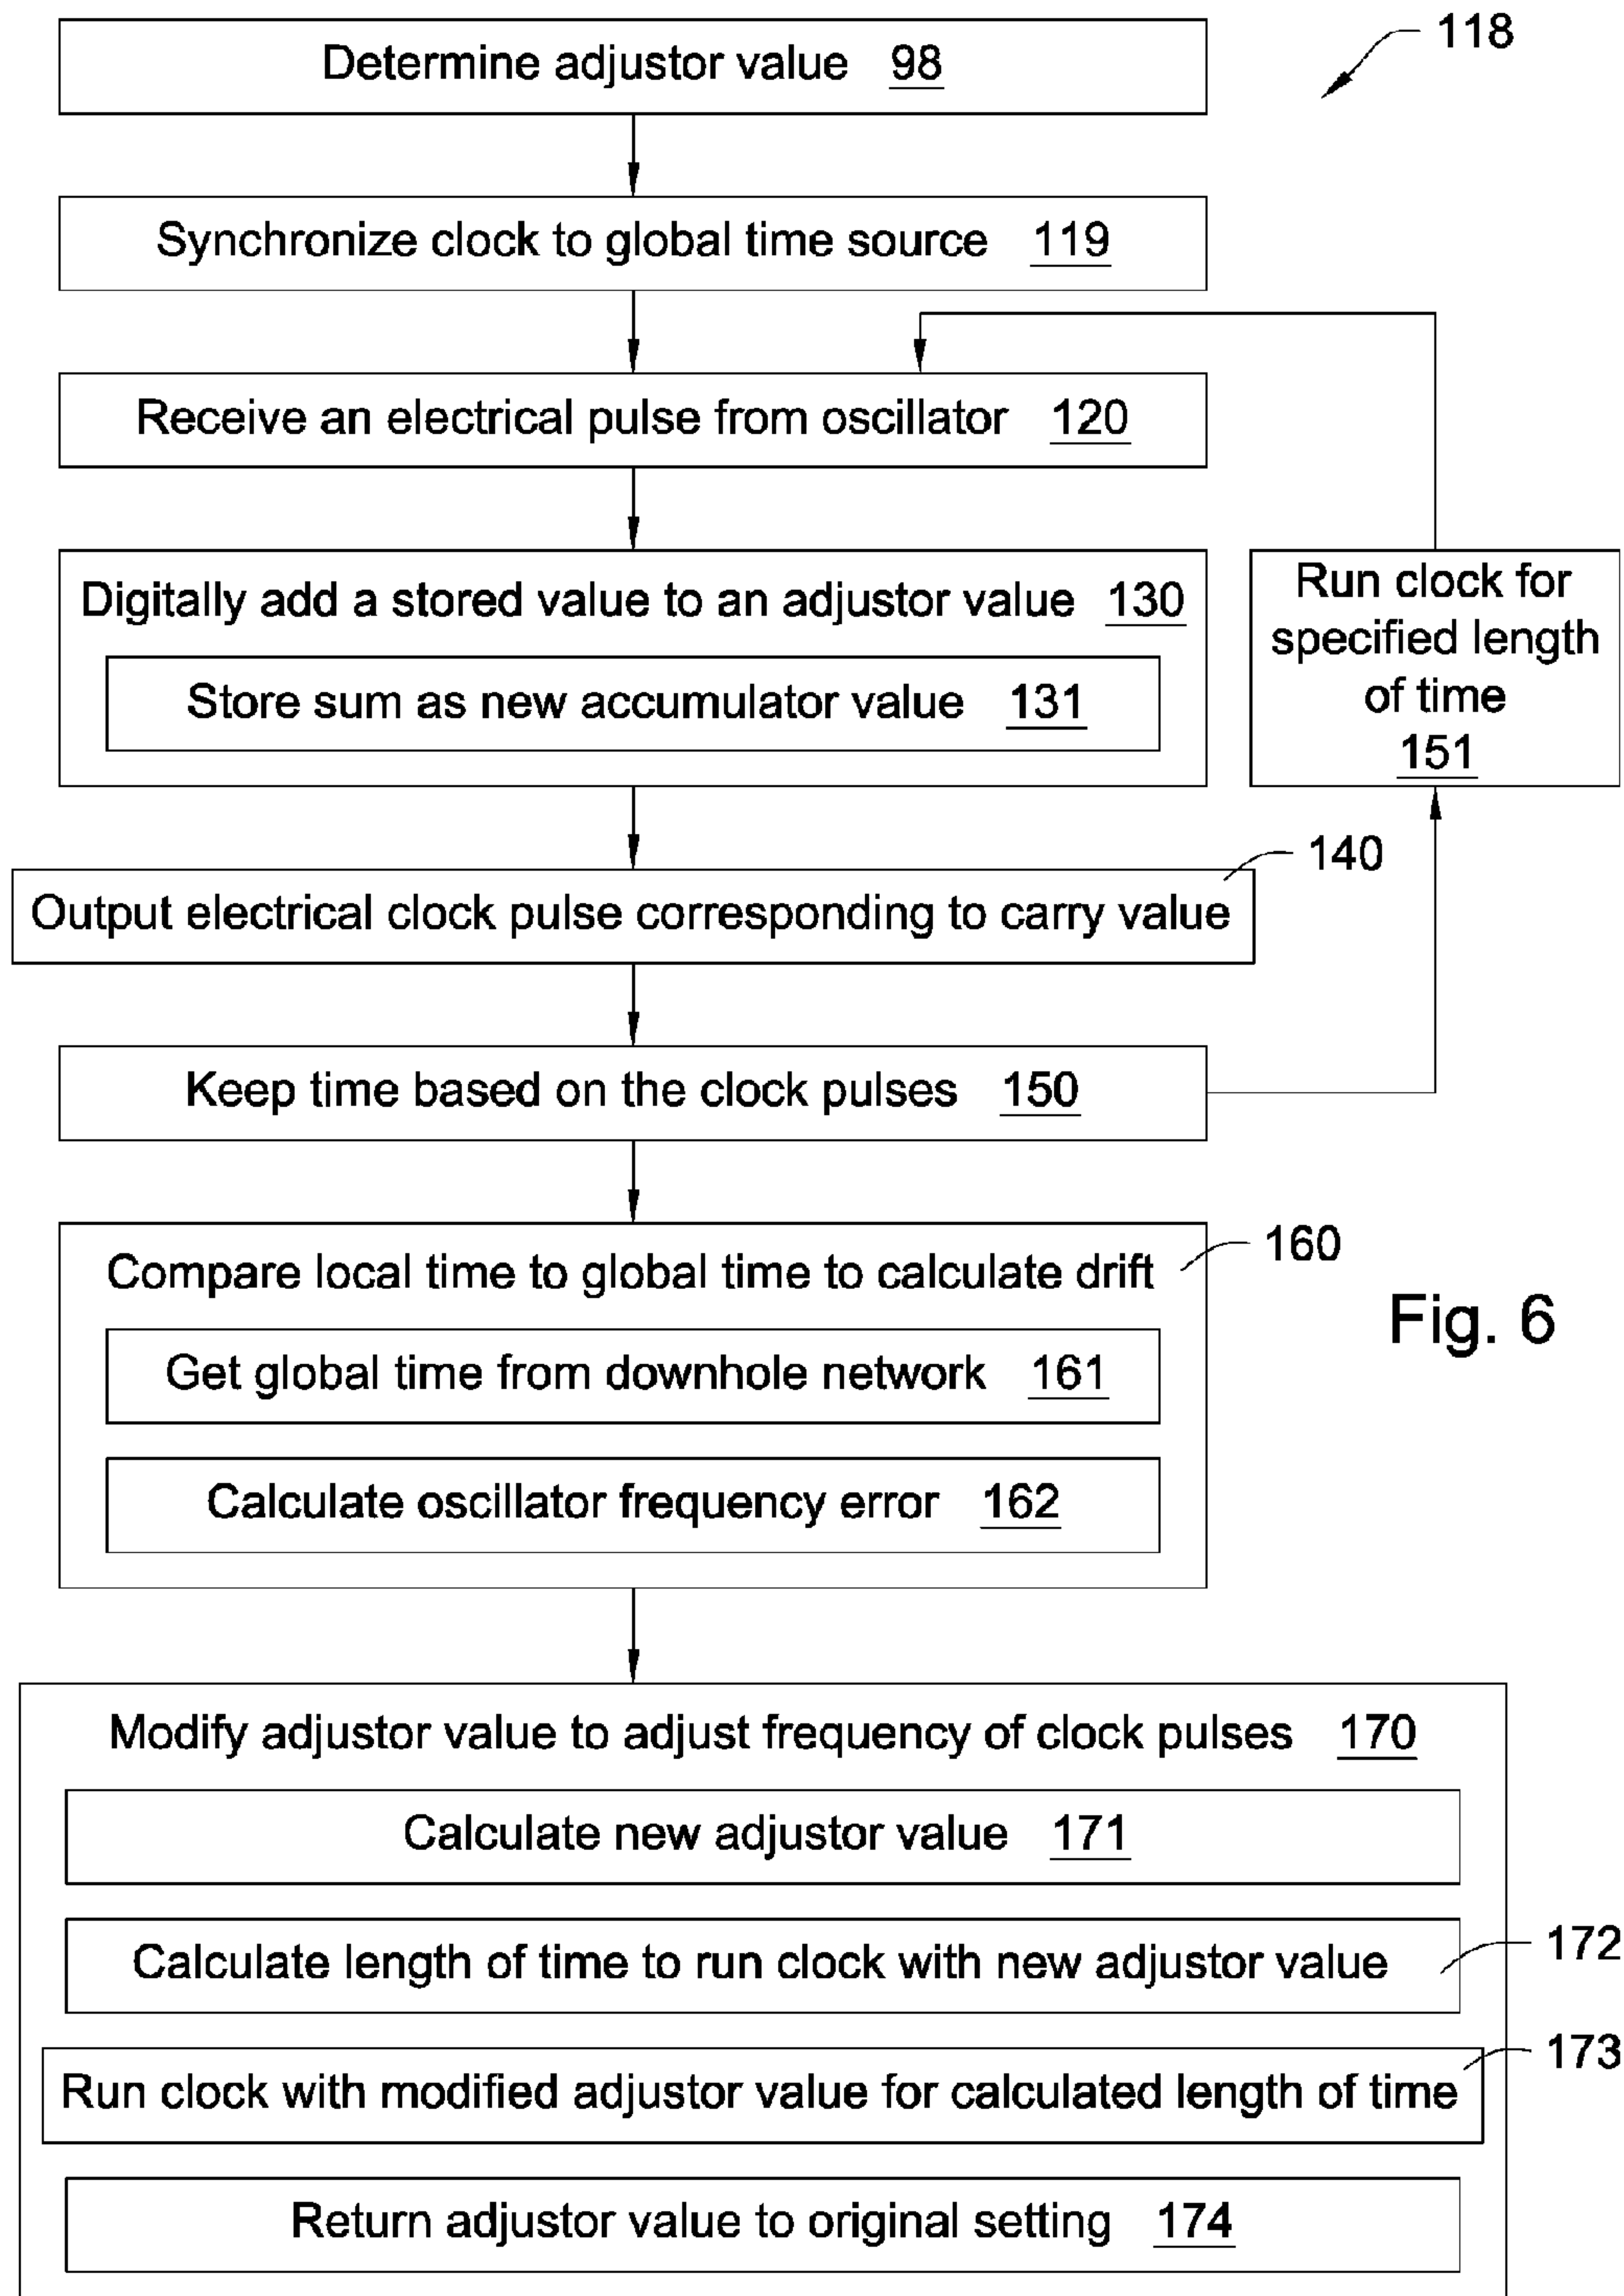 118
Determine adjustor value 98
Synchronize clock to global time source 119
Receive an electrical pulse from oscillator 120
Digitally add a stored value to an adjustor value 130
Store sum as new accumulator value 131
Run clock for
specified length
of time
151
140
Output electrical clock pulse corresponding to carry value
Keep time based on the clock pulses 150
160
Compare local time to global time to calculate drift
Get global time from downhole network 161
Calculate oscillator frequency error 162
Fig. 6
Modify adjustor value to adjust frequency of clock pulses 170
Calculate new adjustor value 171
Calculate length of time to run clock with new adjustor value 172
173
Run clock with modified adjustor value for calculated length of time
Return adjustor value to original setting 174